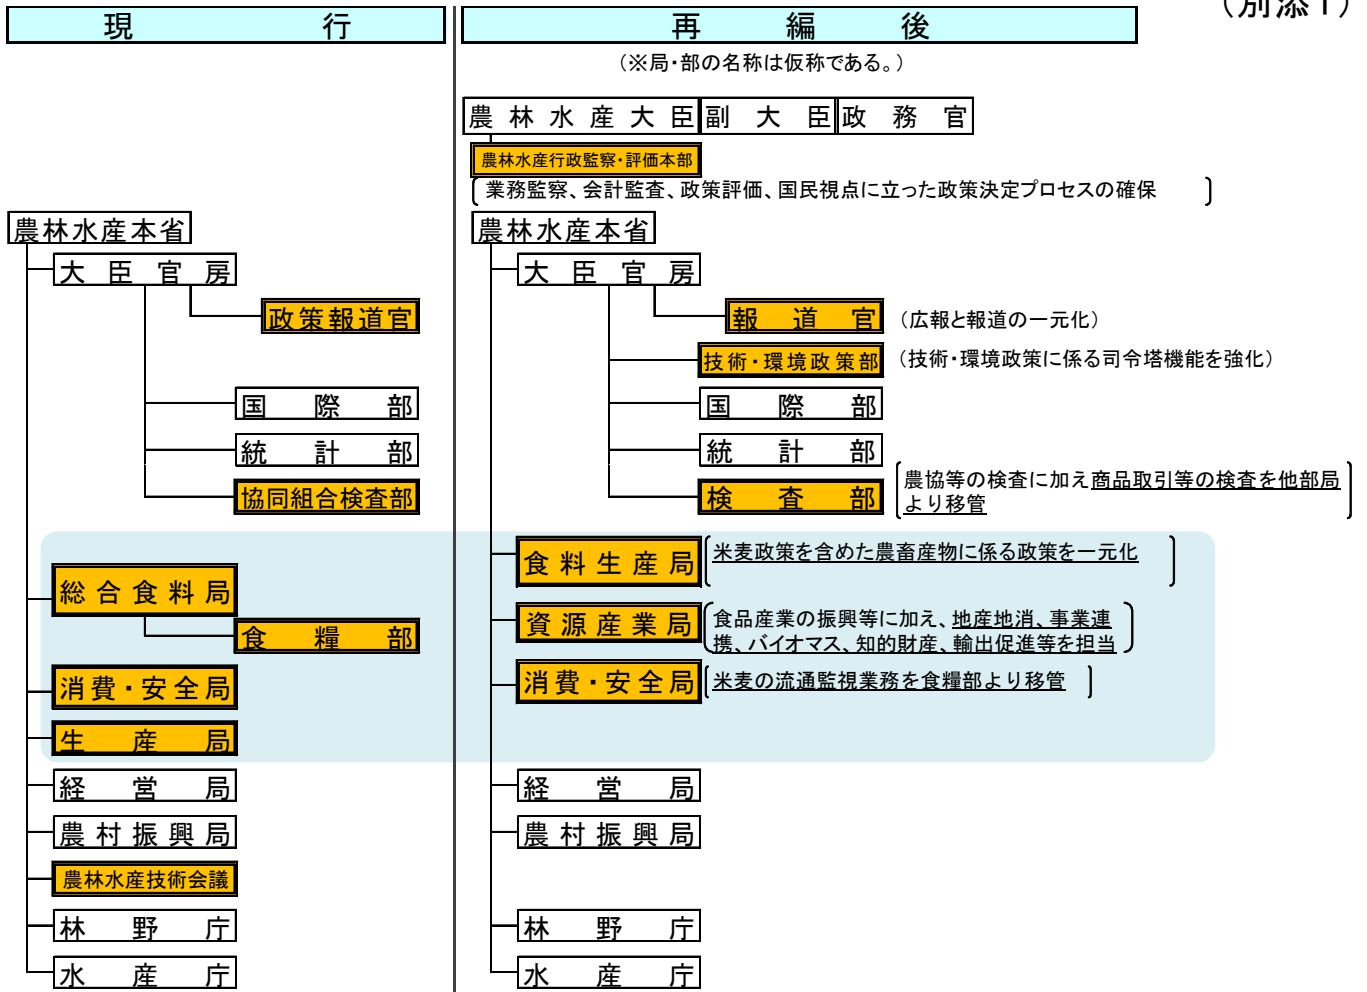 （別添１）
現行
再編後
（※局・部の名称は仮称である。）
農林水産大臣 副大臣 政務官
農林水産行政監察・評価本部
業務監察、会計監査、政策評価、国民視点に立った政策決定プロセスの確保
農林水産本省
大臣官房
政策報道官
国際部
統計部
協同組合検査部
総合食料局
食糧部
消費・安全局
生産局
経営局
農村振興局
農林水産技術会議
林野庁
水産庁
農林水産本省
大臣官房
報道官 （広報と報道の一元化）
技術・環境政策部 （技術・環境政策に係る司令塔機能を強化）
国際部
統計部
検査部
農協等の検査に加え商品取引等の検査を他部局
より移管
食料生産局 米麦政策を含めた農畜産物に係る政策を一元化
資源産業局
食品産業の振興等に加え、地産地消、事業連
携、バイオマス、知的財産、輸出促進等を担当
消費・安全局 米麦の流通監視業務を食糧部より移管
経営局
農村振興局
林野庁
水産庁